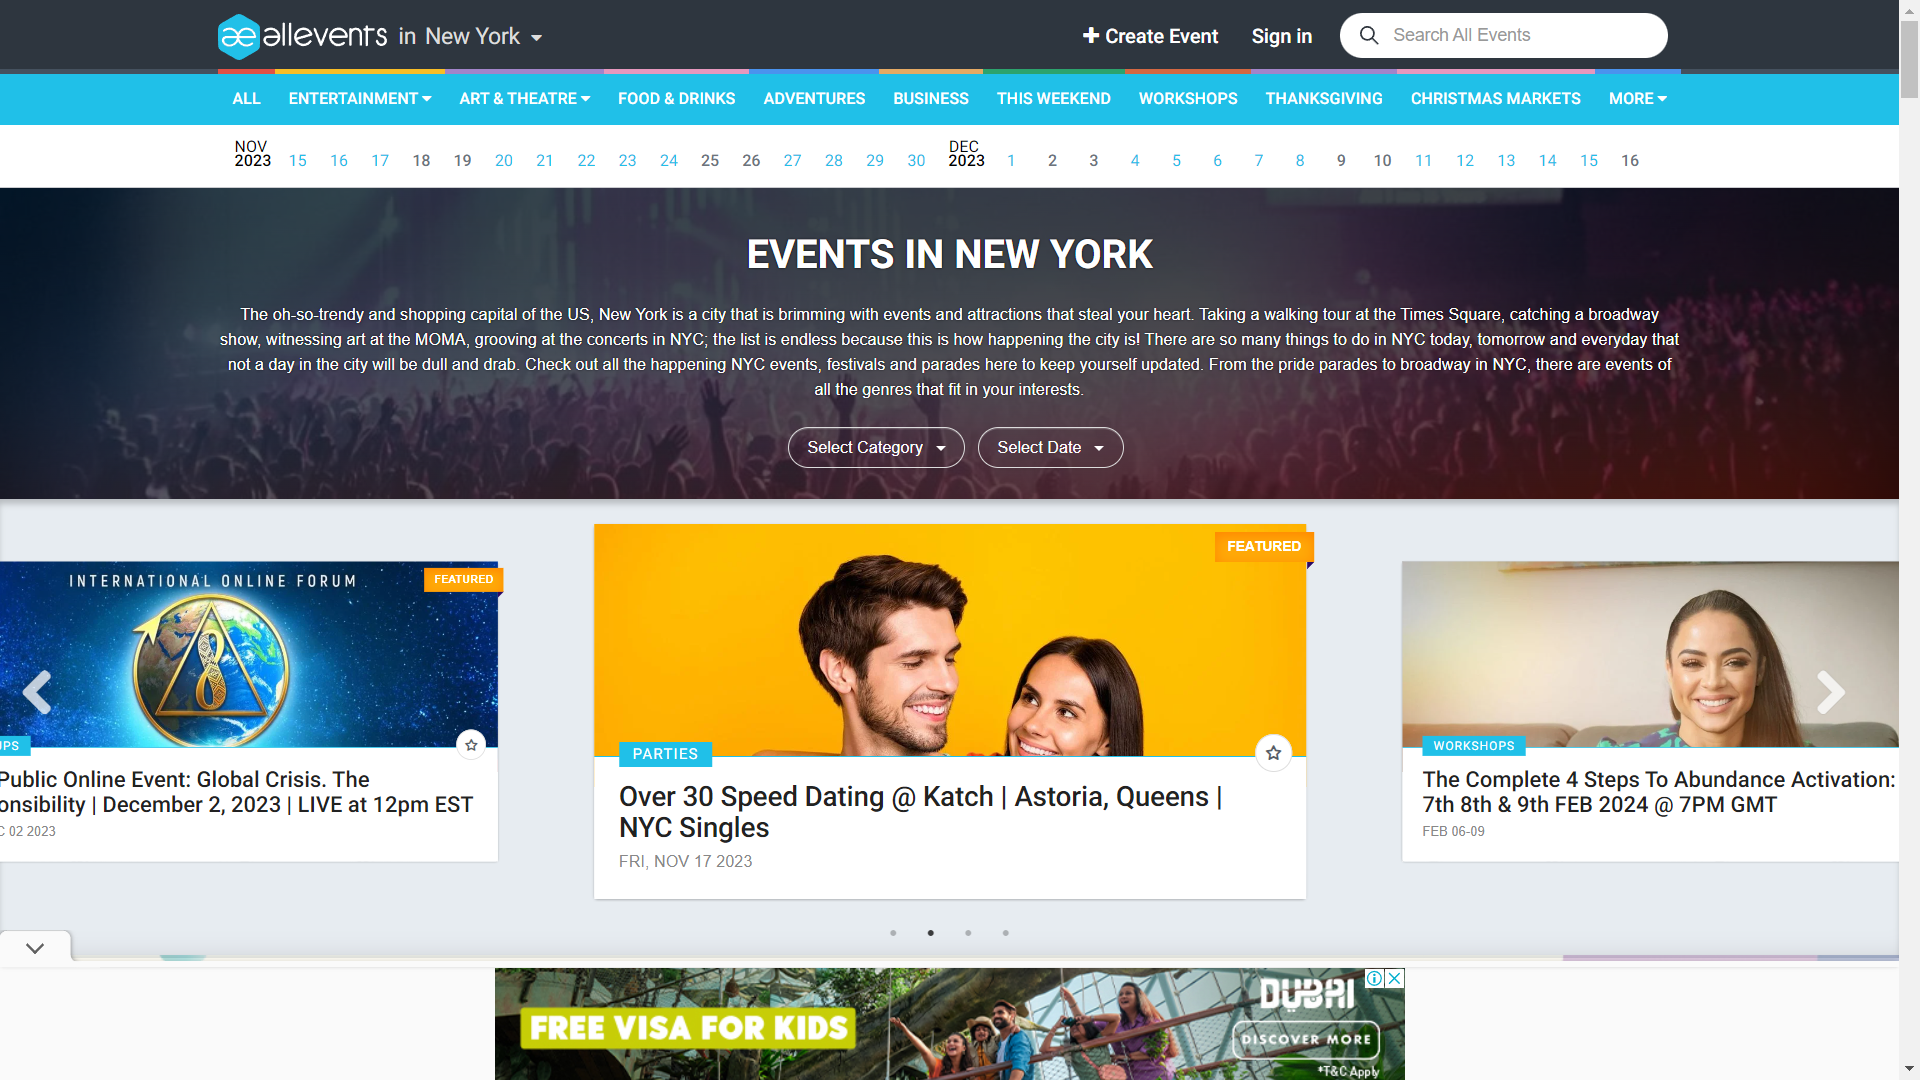 æ allevents in New York
Create Event
Sign in
Search All Events
ALL
ENTERTAINMENT
ART & THEATRE
FOOD & DRINKS
ADVENTURES
BUSINESS
THIS WEEKEND
WORKSHOPS
THANKSGIVING
CHRISTMAS MARKETS
MORE
NOV
2023 15 16 17 18 19 20 21 22 23 24 25 26 27 28 29 30
DEC
2023 1 2 3 4 5 6 7 8 9 10 11 12 13 14 15 16
EVENTS IN NEW YORK
The oh-so-trendy and shopping capital of the US, New York is a city that is brimming with events and attractions that steal your heart. Taking a walking tour at the Times Square, catching a broadway
show, witnessing art at the MOMA, grooving at the concerts in NYC; the list is endless because this is how happening the city is! There are so many things to do in NYC today, tomorrow and everyday that
not a day in the city will be dull and drab. Check out all the happening NYC events, festivals and parades here to keep yourself updated. From the pride parades to broadway in NYC, there are events of
all the genres that fit in your interests.
Select Category
Select Date
INTERNATIONAL ONLINE FORUM
FEATURED
PS
Public Online Event: Global Crisis. The
onsibility | December 2, 2023 | LIVE at 12pm EST
C 02 2023
FEATURED
PARTIES
Over 30 Speed Dating @ Katch | Astoria, Queens |
NYC Singles
FRI, NOV 17 2023
WORKSHOPS
The Complete 4 Steps To Abundance Activation:
7th 8th & 9th FEB 2024 @ 7PM GMT
FEB 06-09
FREE VISA FOR KIDS
DUBAI
DISCOVER MORE
*T&C Apply